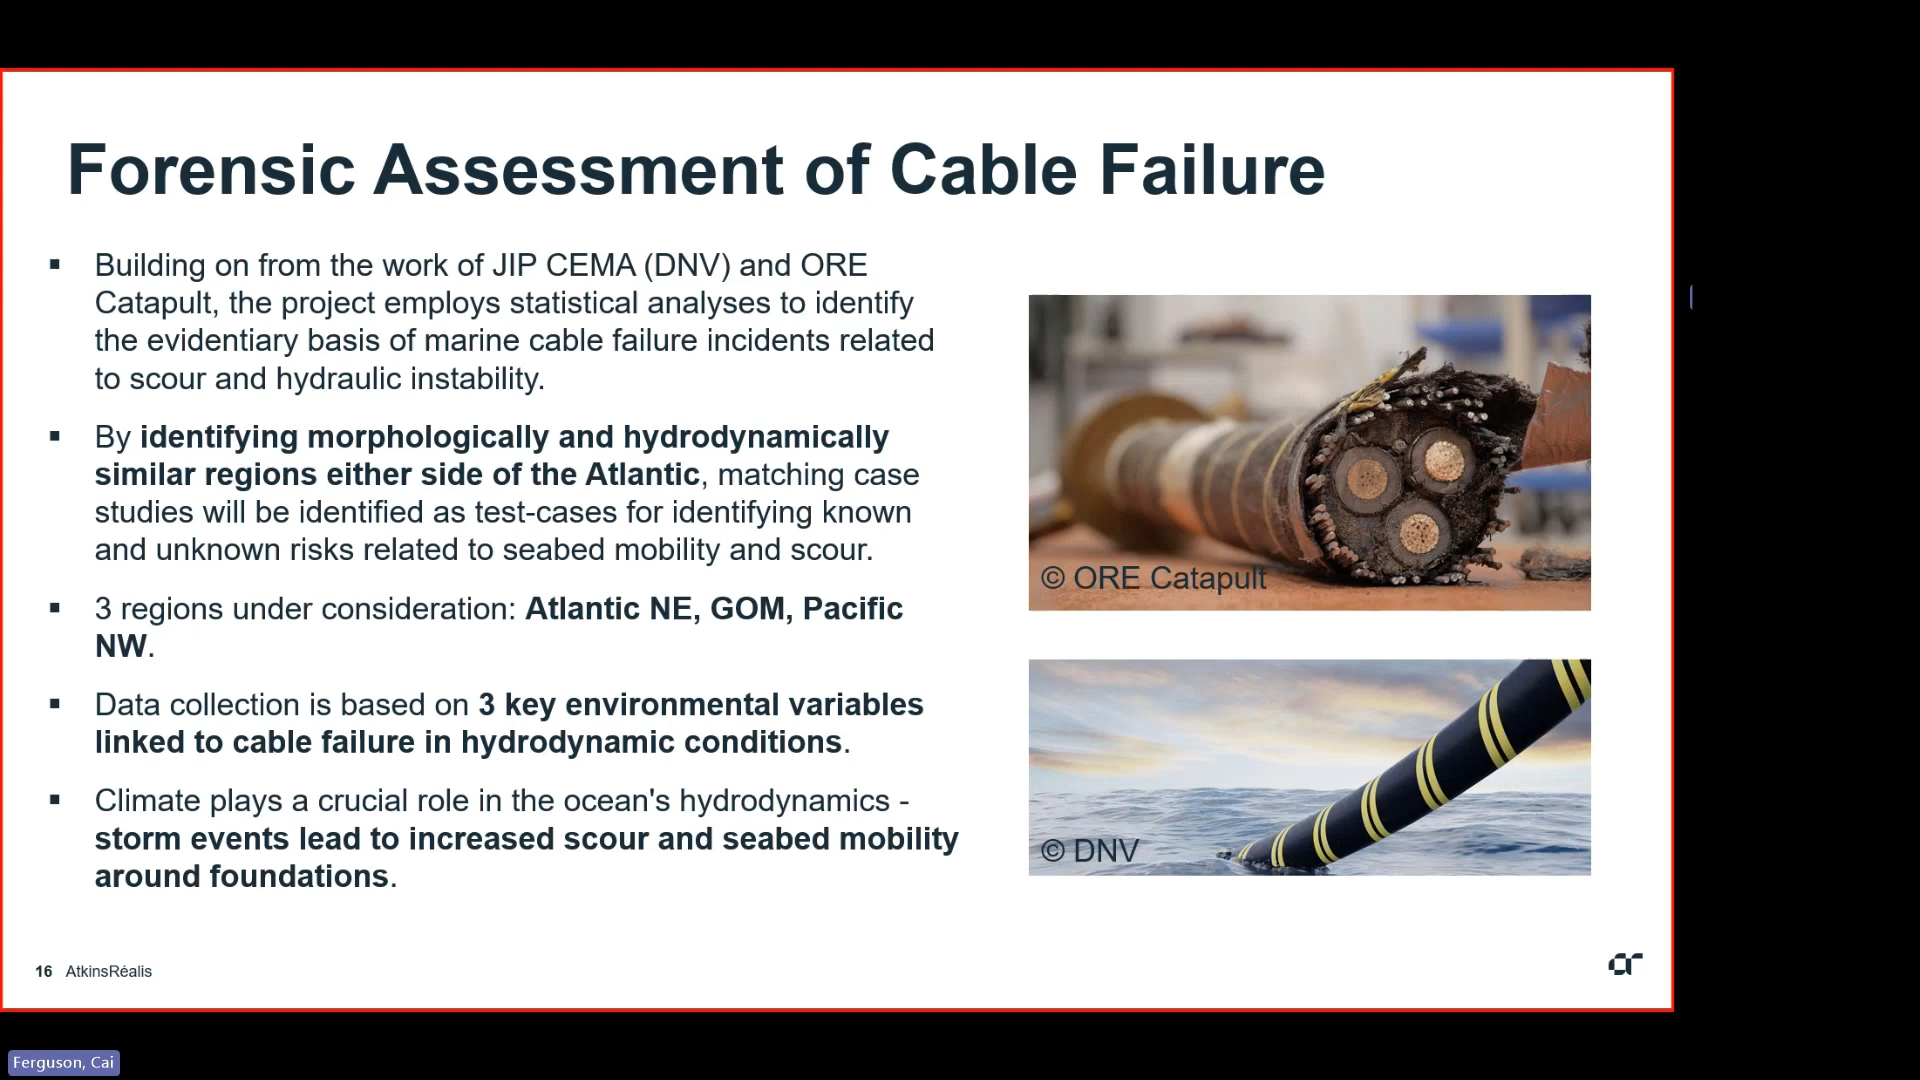 Forensic Assessment of Cable Failure
▪ Building on from the work of JIP CEMA (DNV) and ORE
Catapult, the project employs statistical analyses to identify
the evidentiary basis of marine cable failure incidents related
to scour and hydraulic instability.
▪ By identifying morphologically and hydrodynamically
similar regions either side of the Atlantic, matching case
studies will be identified as test-cases for identifying known
and unknown risks related to seabed mobility and scour.
▪ 3 regions under consideration: Atlantic NE, GOM, Pacific
NW.
▪ Data collection is based on 3 key environmental variables
linked to cable failure in hydrodynamic conditions.
▪ Climate plays a crucial role in the ocean's hydrodynamics -
storm events lead to increased scour and seabed mobility
around foundations.
© ORE Catapult
© DNV
16 AtkinsRéalis
Ferguson, Cai